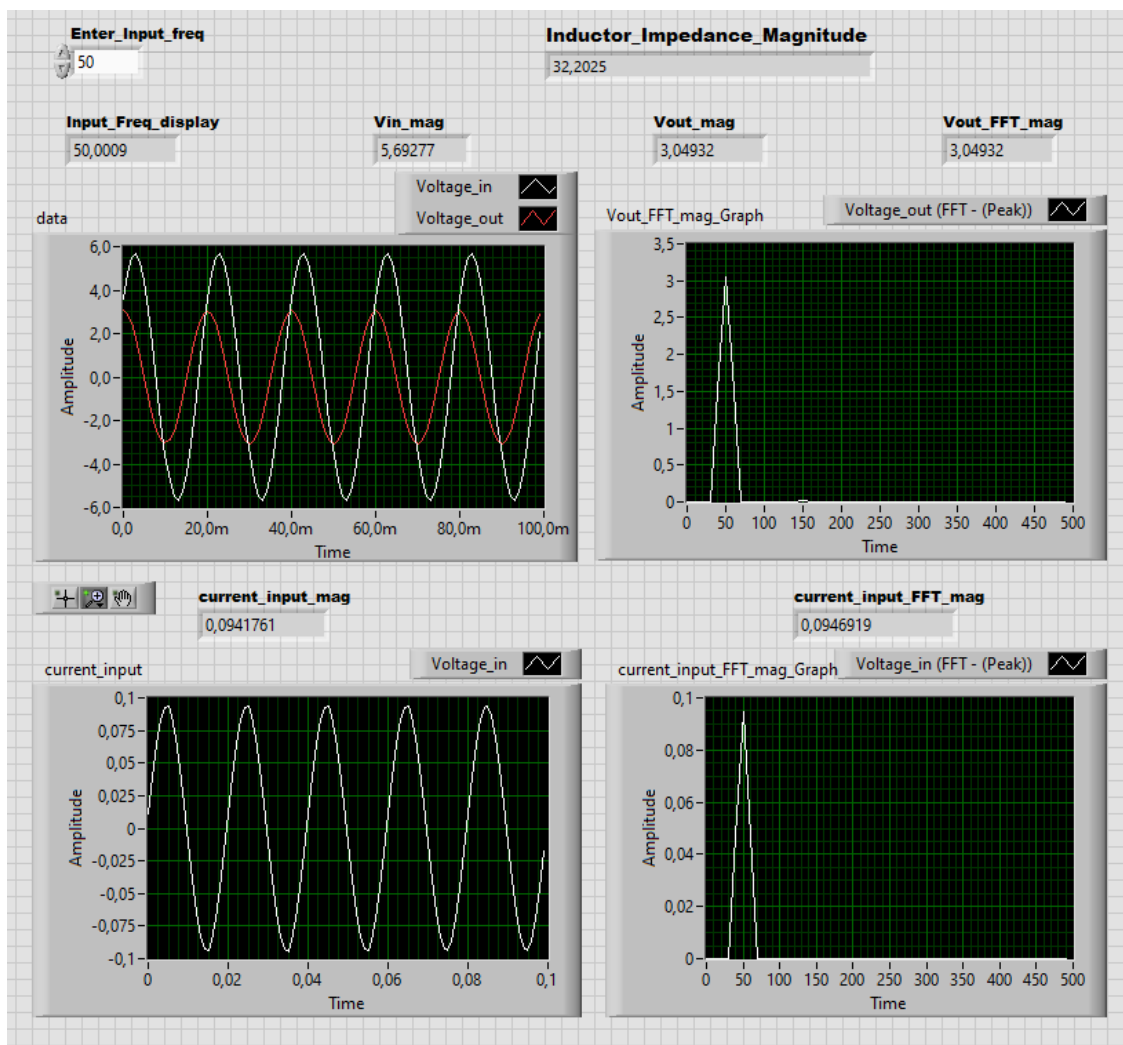 Enter_Input_freq
50
Inductor_Impedance_Magnitude
32,2025
Input_Freq_display
50,0009
Vin_mag
5,69277
Vout_mag
3,04932
Vout_FFT_mag
3,04932
data
Voltage_in
Voltage_out
6,0
4,0
2,0
0,0
-2,0
-4,0
-6,0
Amplitude
0,0 20,0m 40,0m 60,0m 80,0m 100,0m
Time
Vout_FFT_mag_Graph
Voltage_out (FFT - (Peak))
3,5
3
2,5
2
1,5
1
0,5
0
Amplitude
0 50 100 150 200 250 300 350 400 450 500
Time
current_input_mag
0,0941761
current_input_FFT_mag
0,0946919
current_input
Voltage_in
0,1
0,075
0,05
0,025
0
-0,025
-0,05
-0,075
-0,1
Amplitude
0 0,02 0,04 0,06 0,08 0,1
Time
current_input_FFT_mag_Graph
Voltage_in (FFT - (Peak))
0,1
0,08
0,06
0,04
0,02
0
Amplitude
0 50 100 150 200 250 300 350 400 450 500
Time